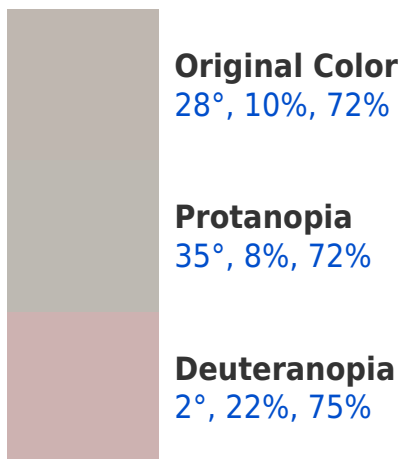 Original Color
28°, 10%, 72%
Protanopia
35°, 8%, 72%
Deuteranopia
2°, 22%, 75%